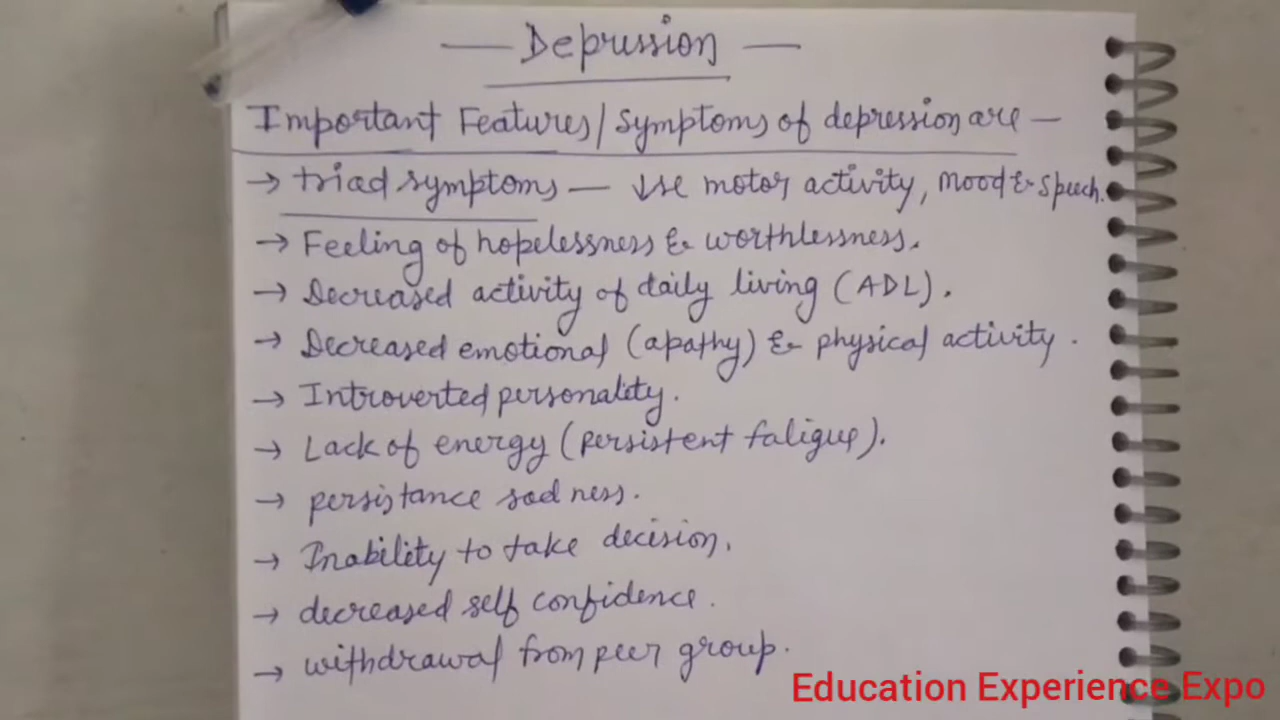 — Depression —
Important Features/Symptoms of depression are —
→ triad symptoms — ↓se motor activity, Mood & Speech.
→ Feeling of hopelessness & worthlessness.
→ Decreased activity of daily living (ADL).
→ Decreased emotional (apathy) & physical activity.
→ Introverted personality.
→ Lack of energy (persistent fatigue).
→ persistance sadness.
→ Inability to take decision.
→ decreased self confidence.
→ withdrawal from peer group.
Education Experience Expo